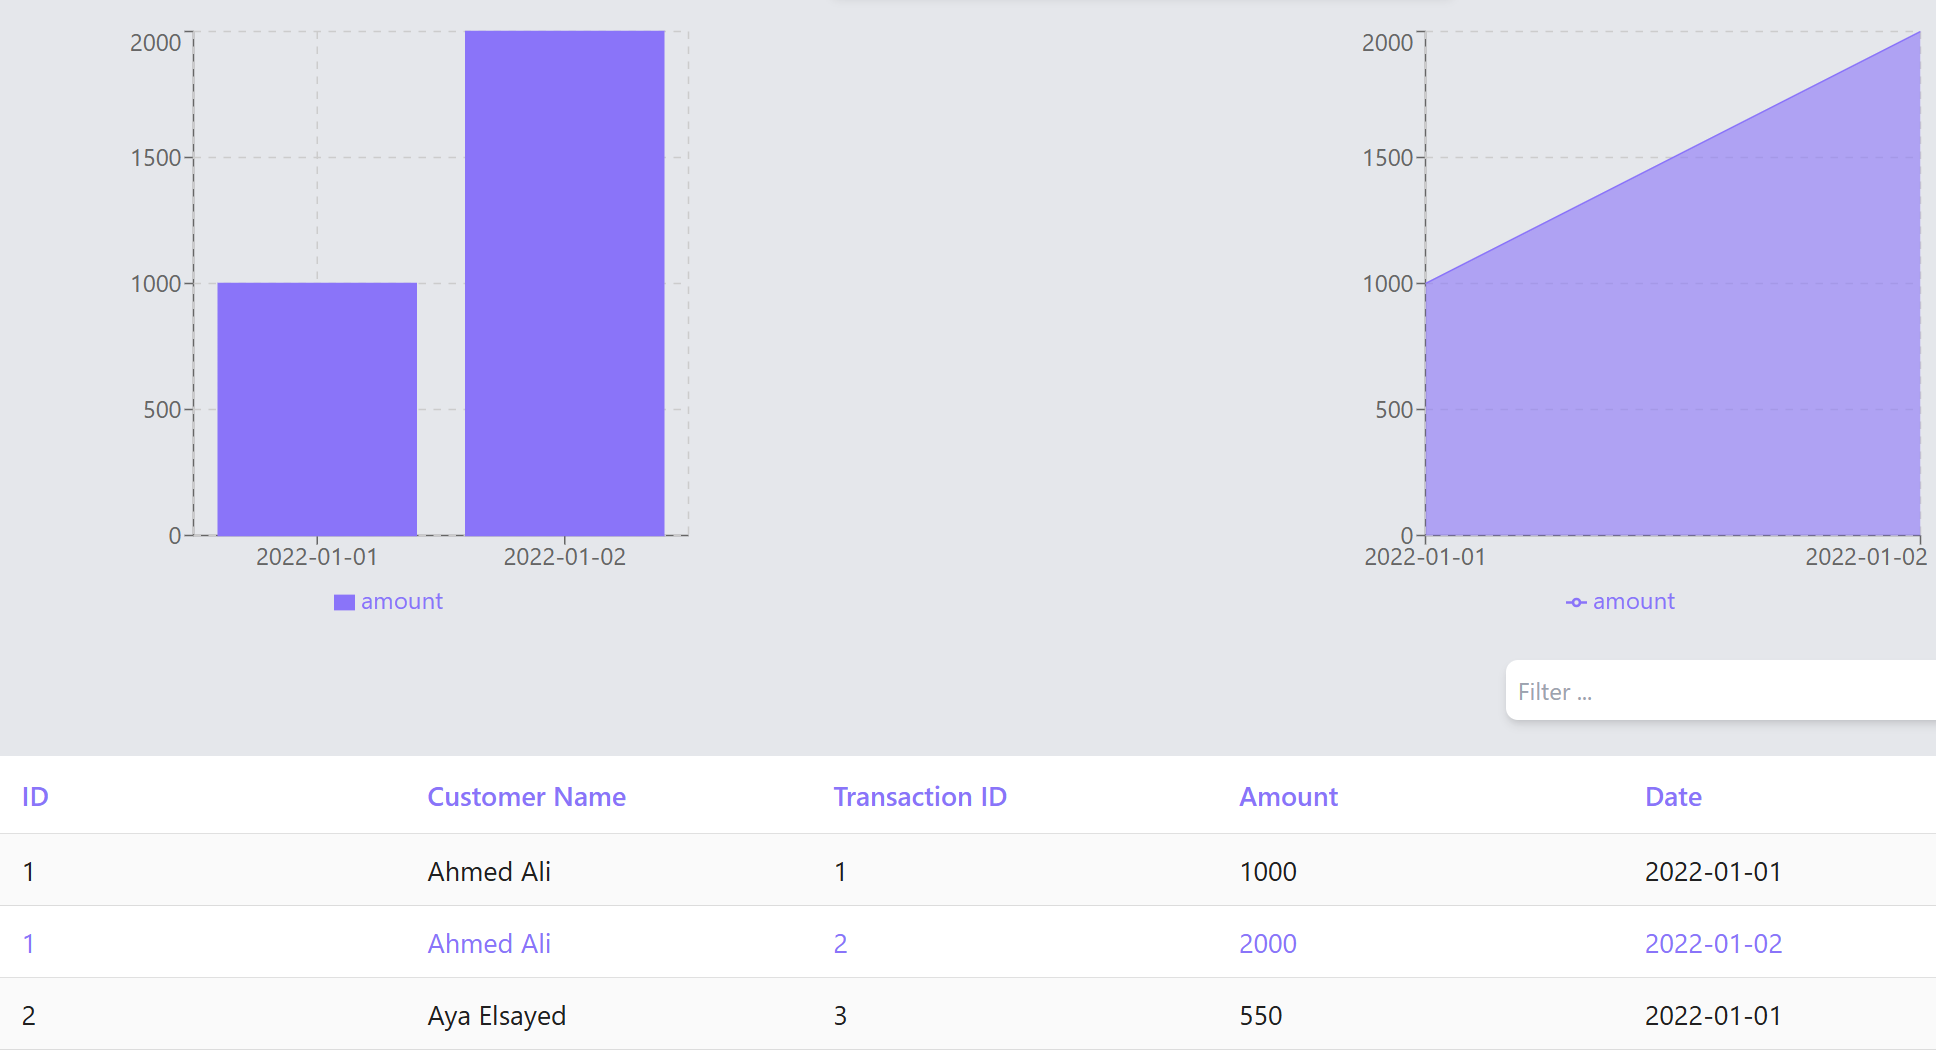 2000
1500
1000
500
0
2022-01-01 2022-01-02
amount
2000
1500
1000
500
0
2022-01-01 2022-01-02
amount
Filter ...
ID Customer Name Transaction ID Amount Date
1 Ahmed Ali 1 1000 2022-01-01
1 Ahmed Ali 2 2000 2022-01-02
2 Aya Elsayed 3 550 2022-01-01